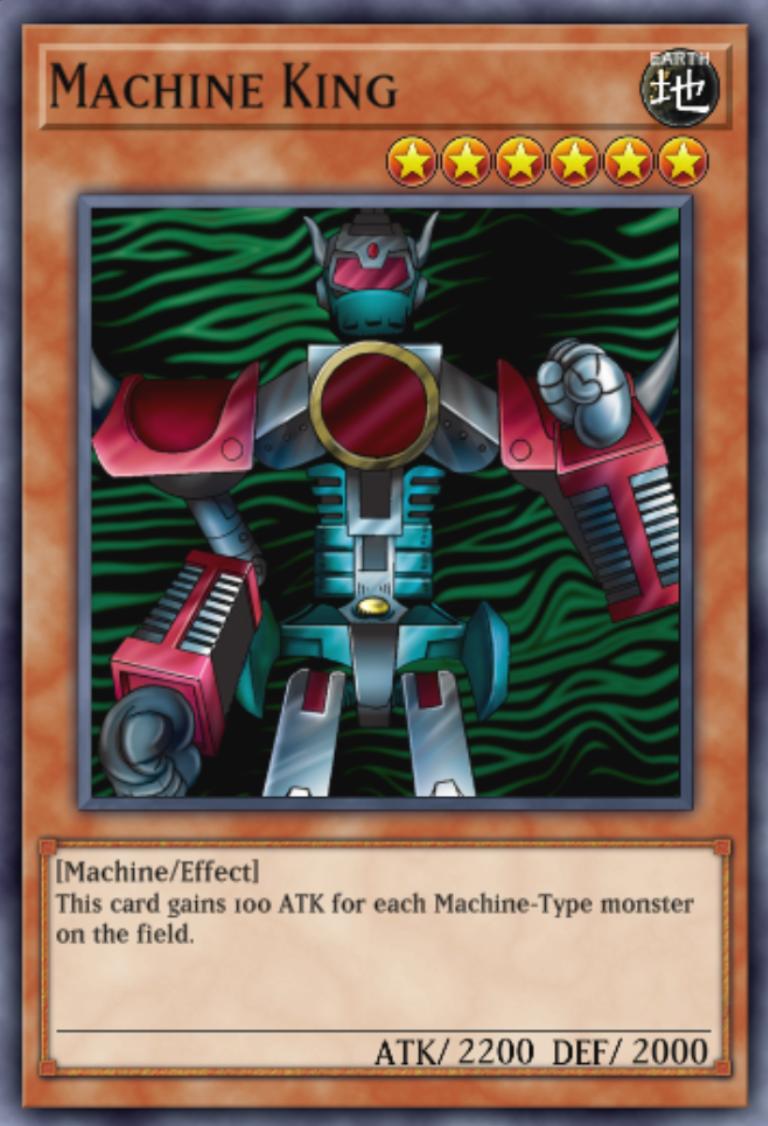 Machine King
EARTH
地
[Machine/Effect]
This card gains 100 ATK for each Machine-Type monster
on the field.
ATK/ 2200 DEF/ 2000